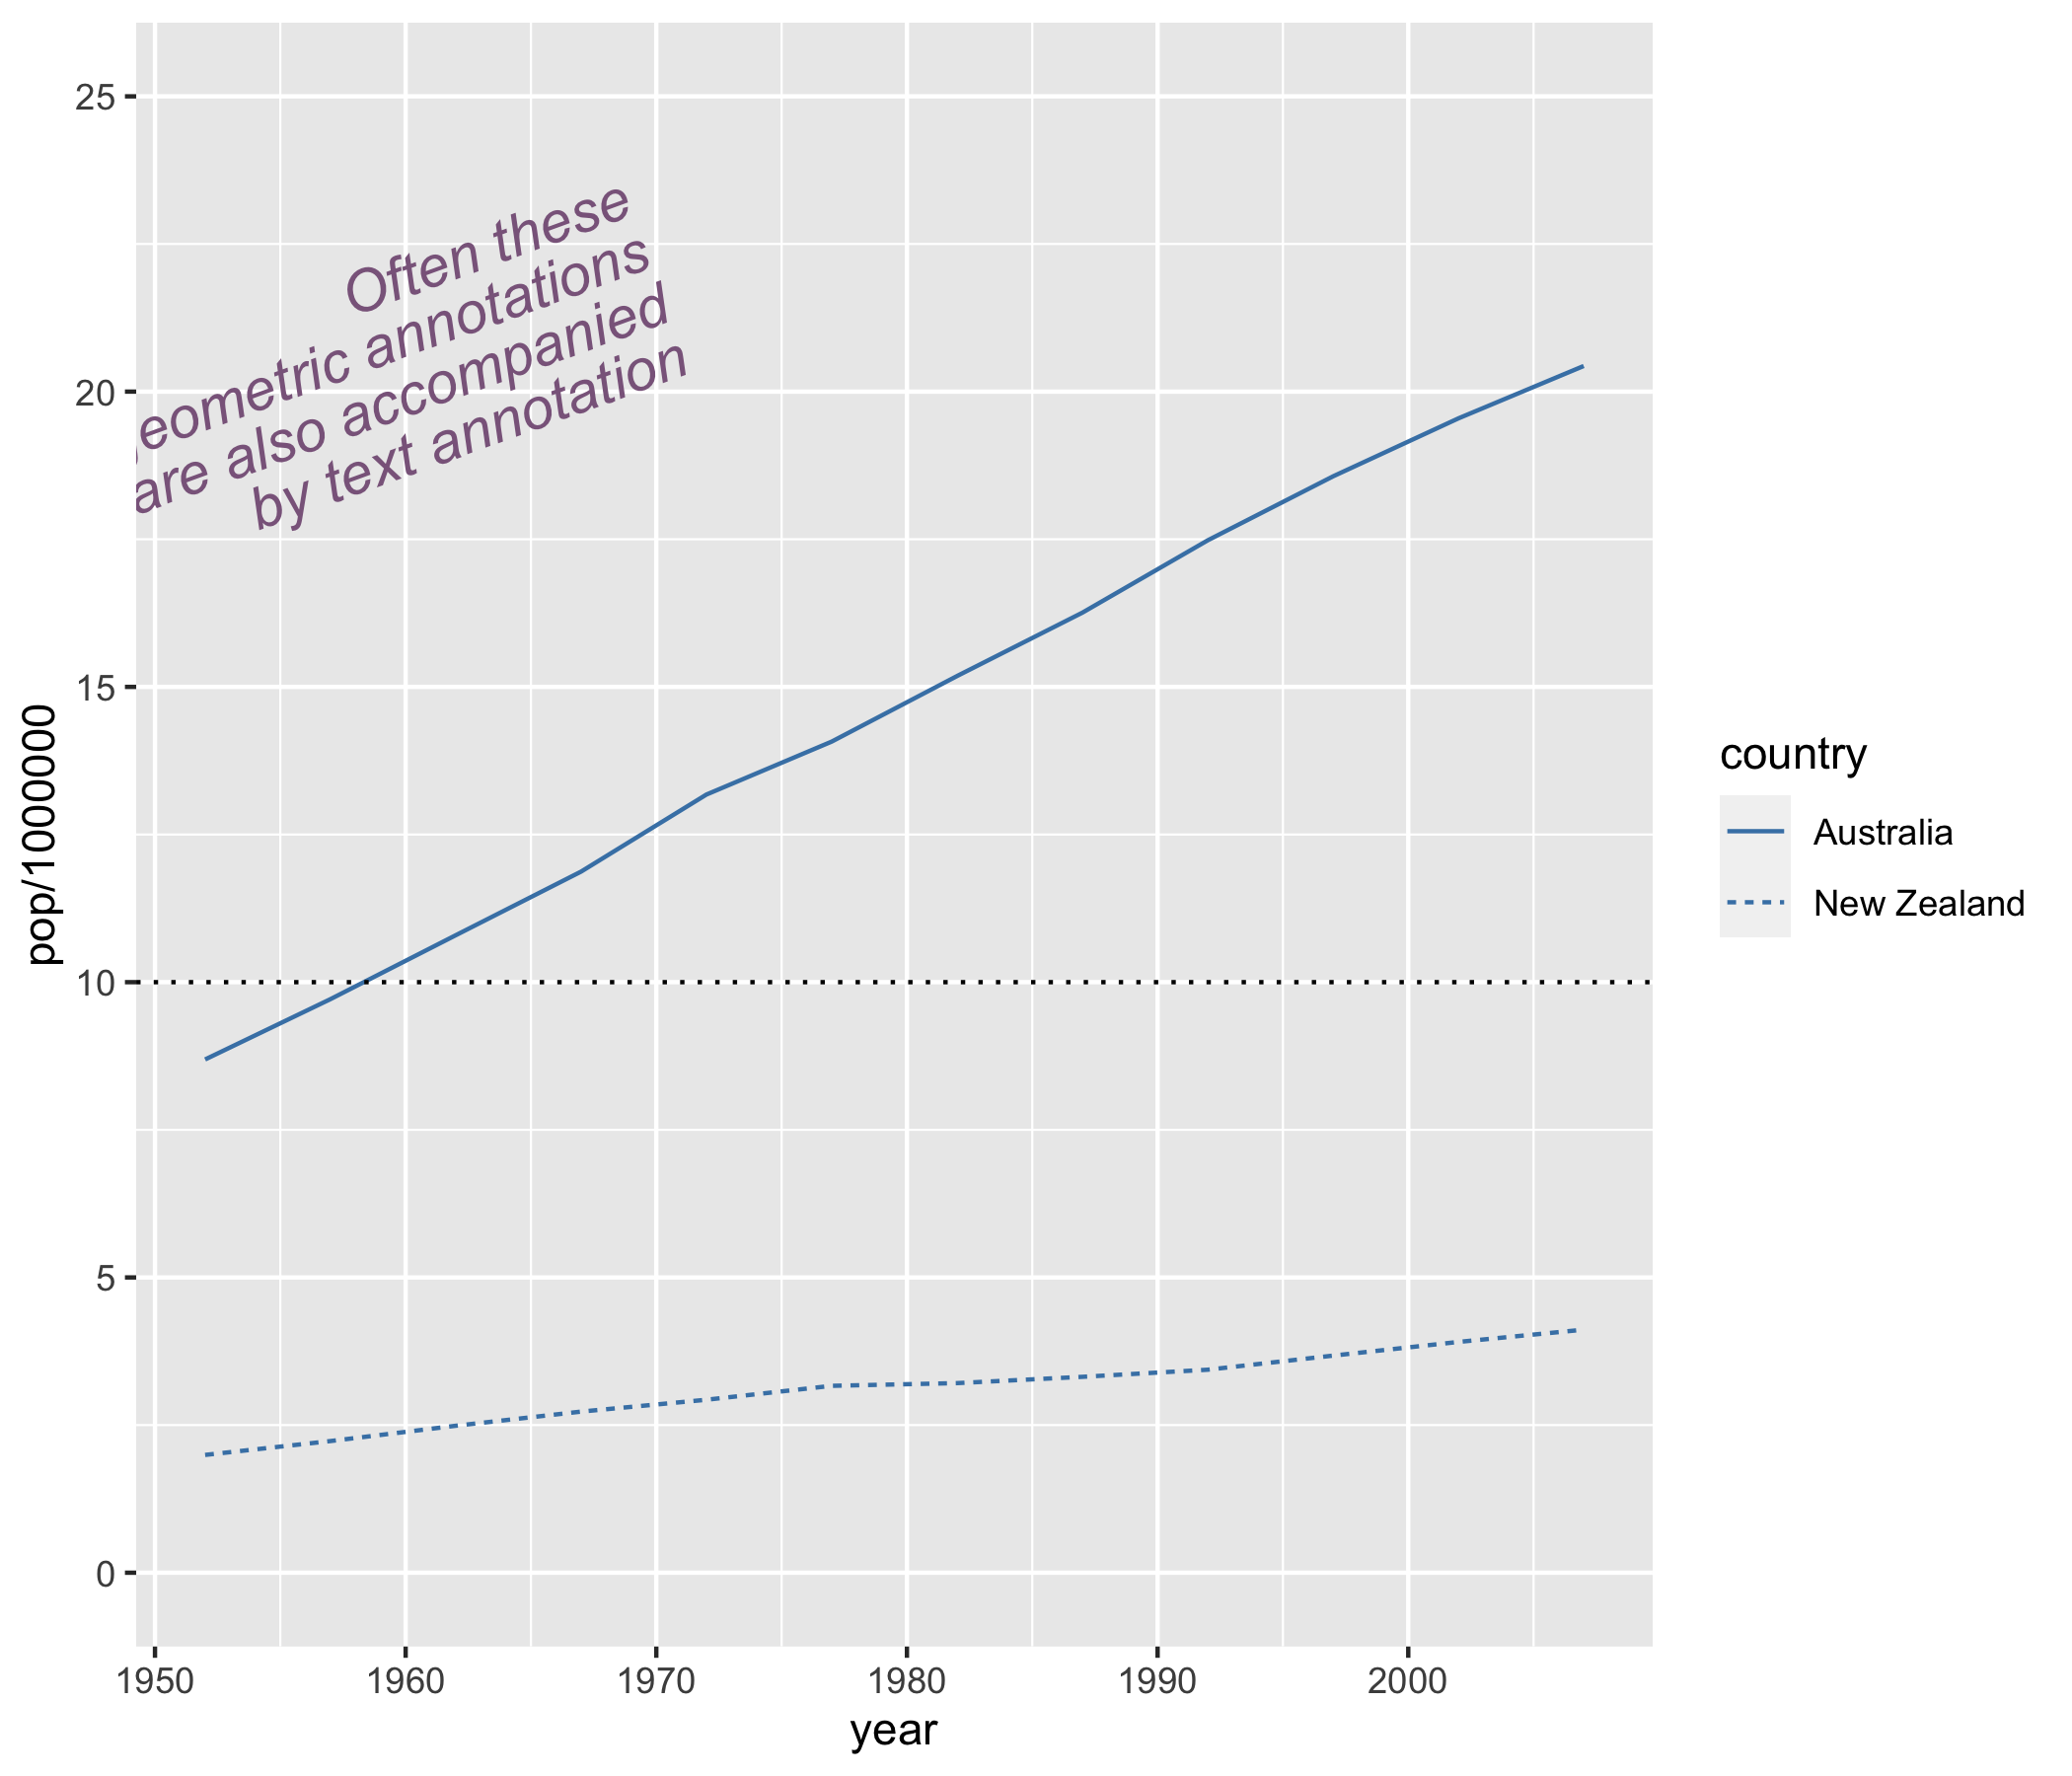 25
20
15
10
5
0
pop/1000000
Often these
eometric annotations
are also accompanied
by text annotation
1950 1960 1970 1980 1990 2000
year
country
Australia
New Zealand